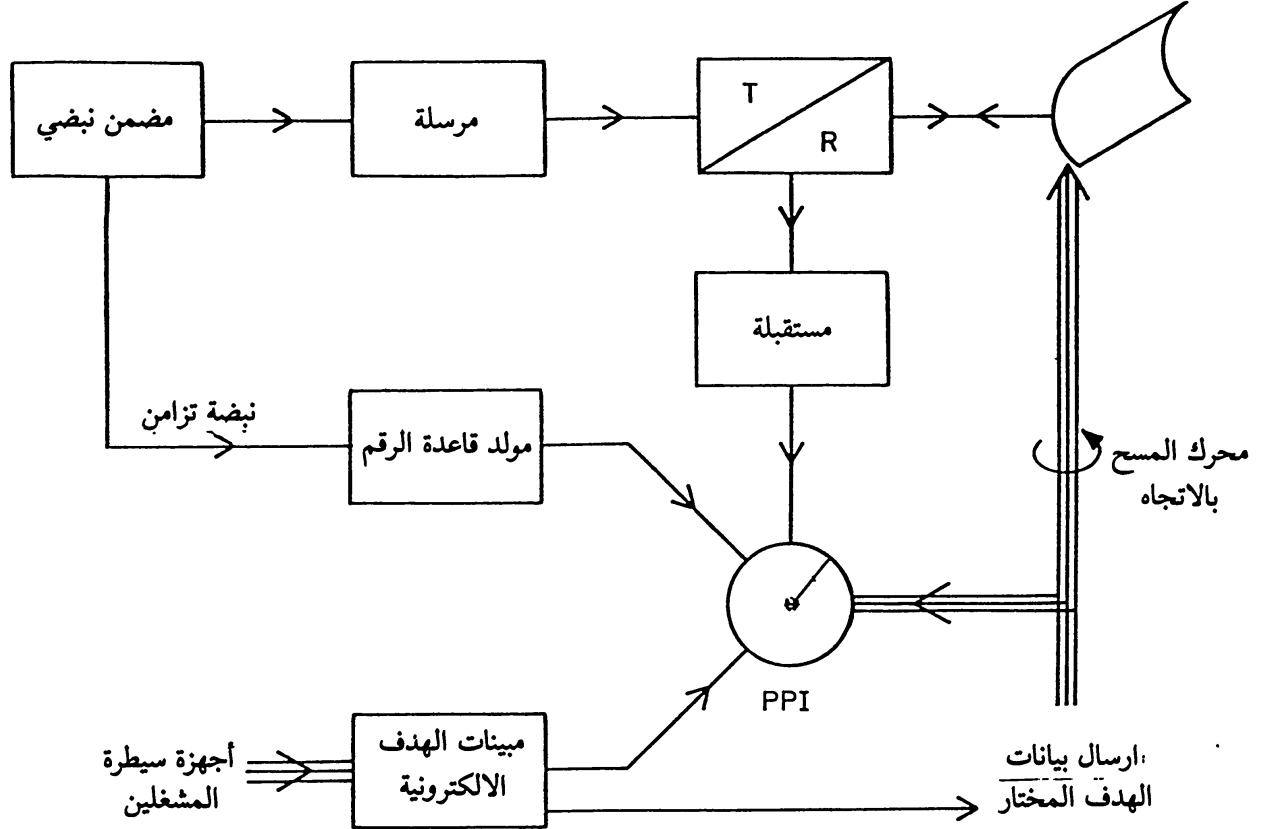 مضمن نبضي
مرسلة
T
R
مستقبلة
نبضة تزامن
مولد قاعدة الرقم
محرك المسح
بالاتجاه
PPI
أجهزة سيطرة
المشغلين
مبينات الهدف
الالكترونية
ارسال بيانات
الهدف المختار